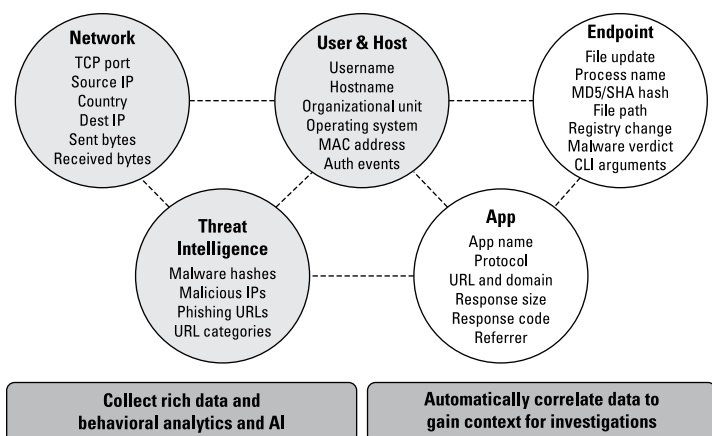 Network
TCP port
Source IP
Country
Dest IP
Sent bytes
Received bytes
User & Host
Username
Hostname
Organizational unit
Operating system
MAC address
Auth events
Endpoint
File update
Process name
MD5/SHA hash
File path
Registry change
Malware verdict
CLI arguments
Threat
Intelligence
Malware hashes
Malicious IPs
Phishing URLs
URL categories
App
App name
Protocol
URL and domain
Response size
Response code
Referrer
Collect rich data and
behavioral analytics and AI
Automatically correlate data to
gain context for investigations